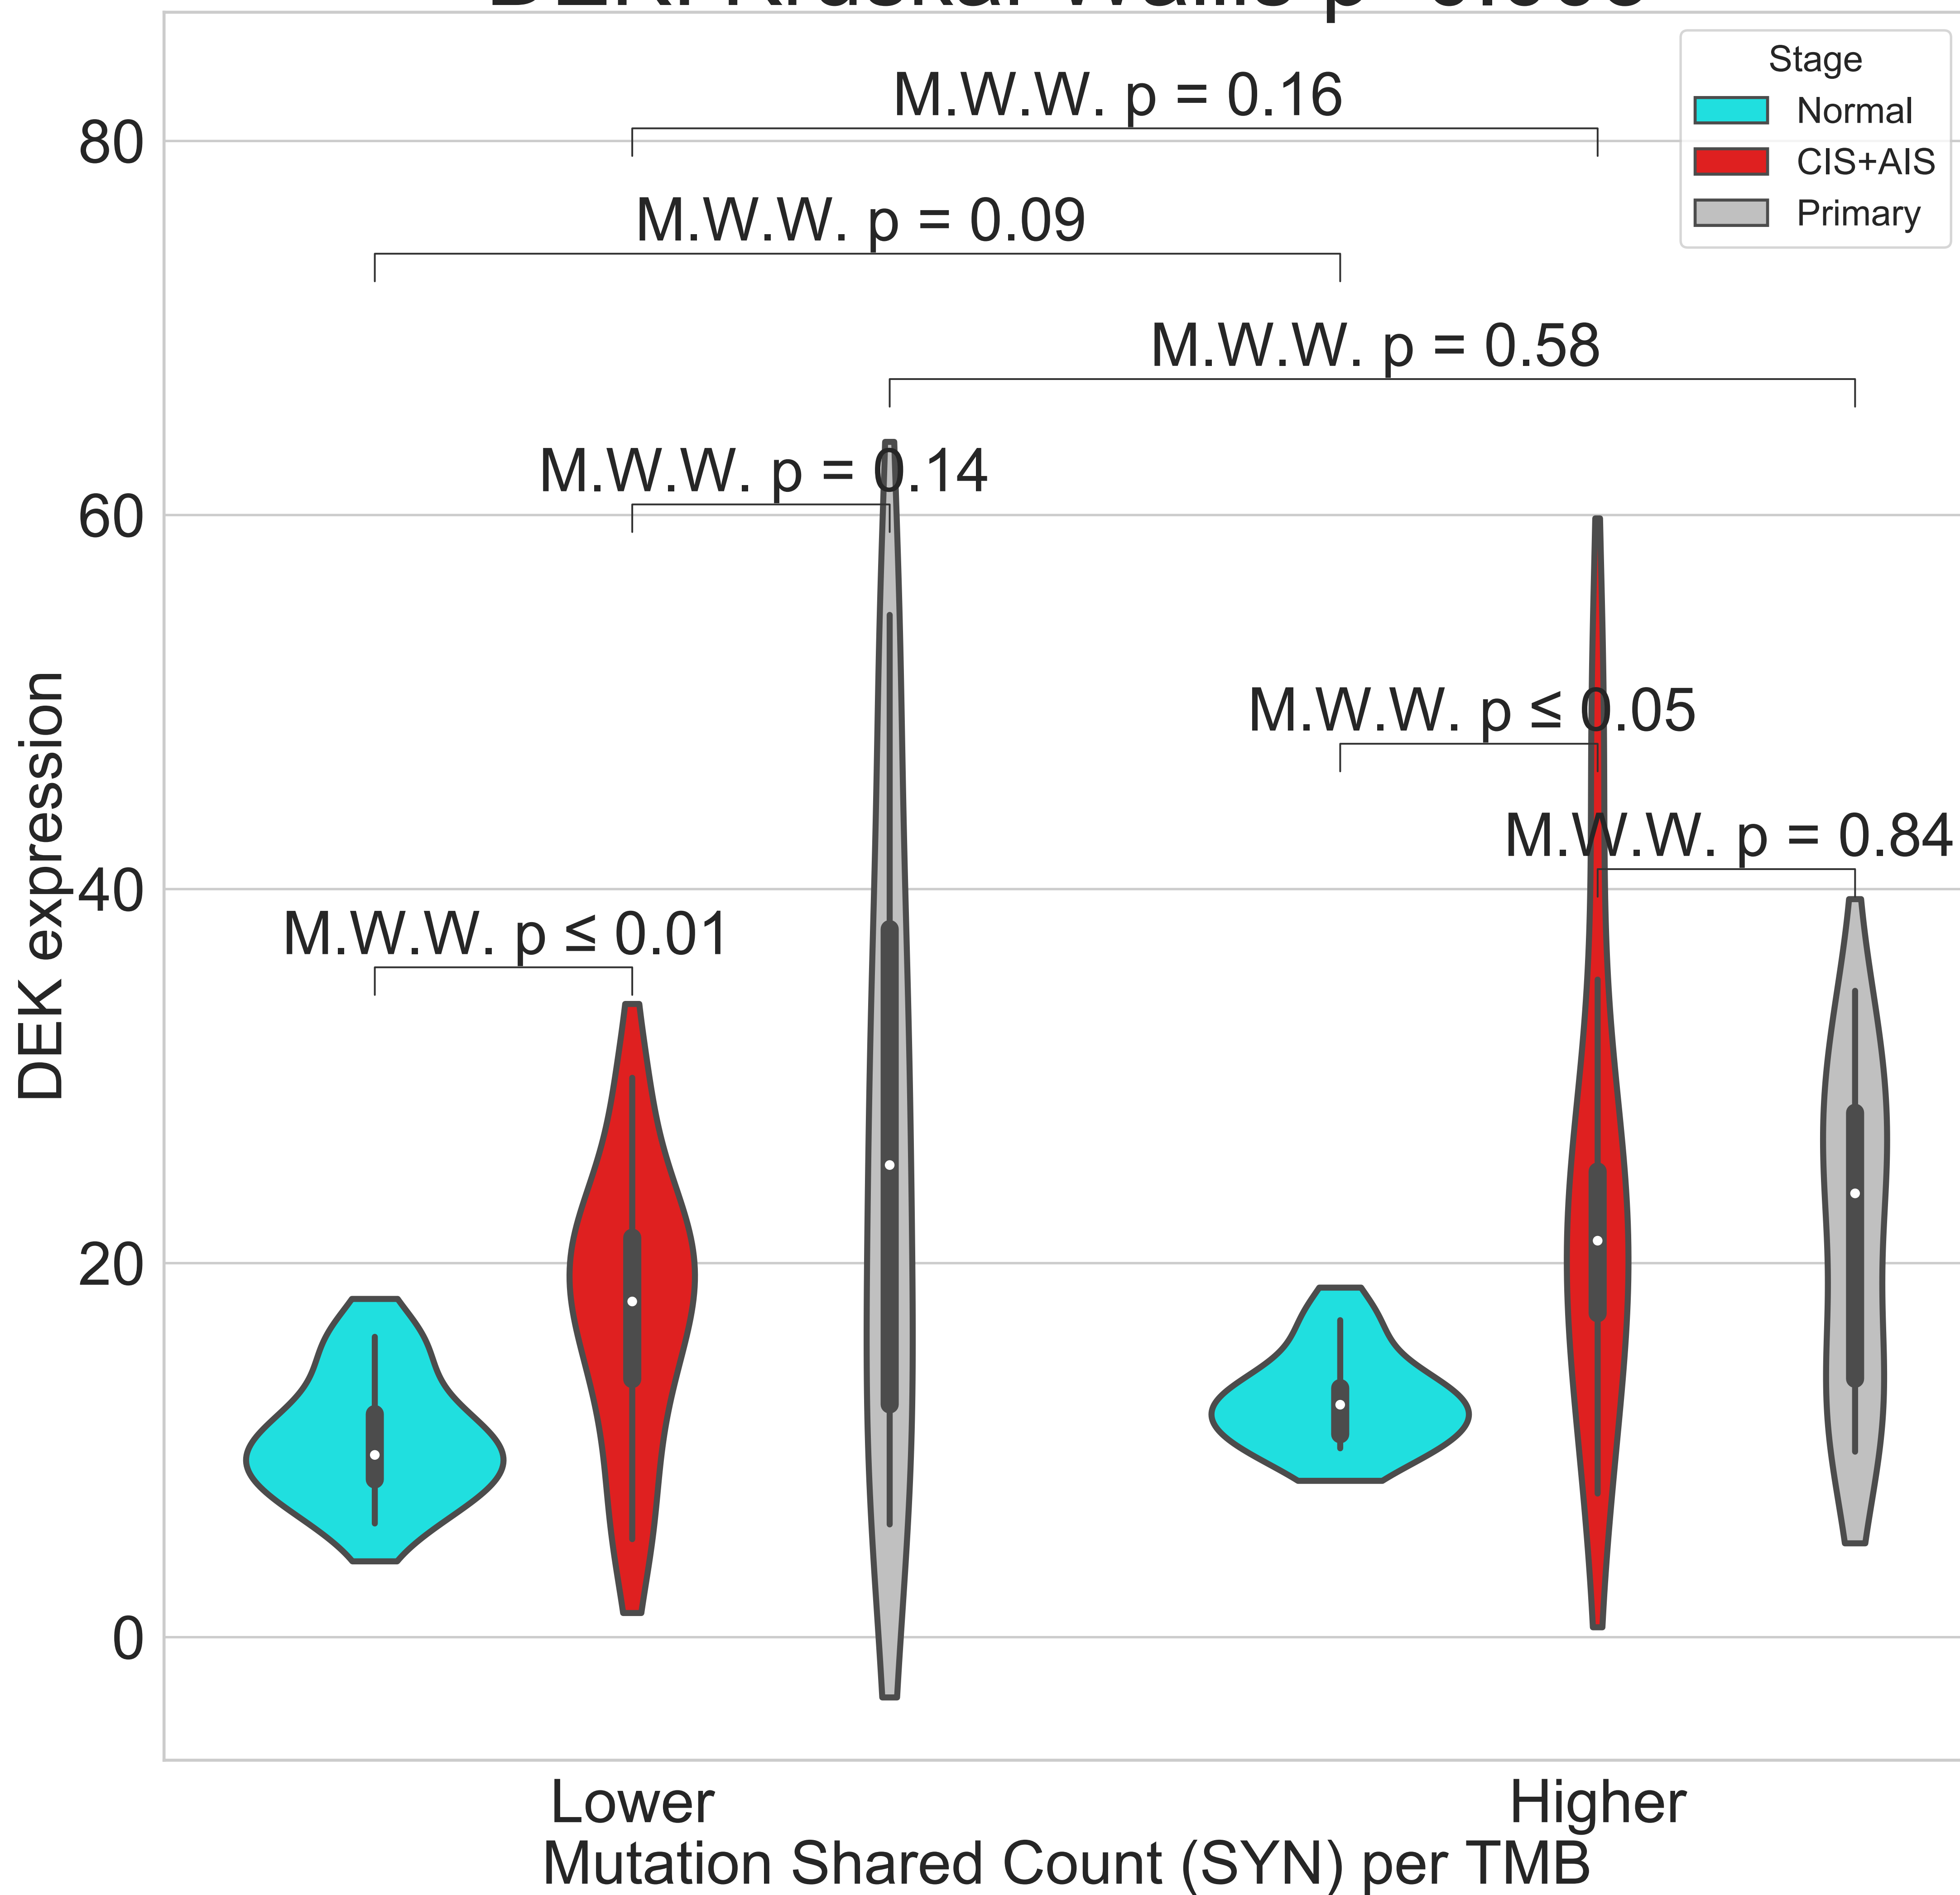 Stage
Normal
CIS+AIS
Primary
M.W.W. p = 0.16
M.W.W. p = 0.09
M.W.W. p = 0.58
M.W.W. p = 0.14
M.W.W. p ≤ 0.05
M.W.W. p = 0.84
M.W.W. p ≤ 0.01
80
60
40
20
0
DEK expression
Lower
Higher
Mutation Shared Count (SYN) per TMB